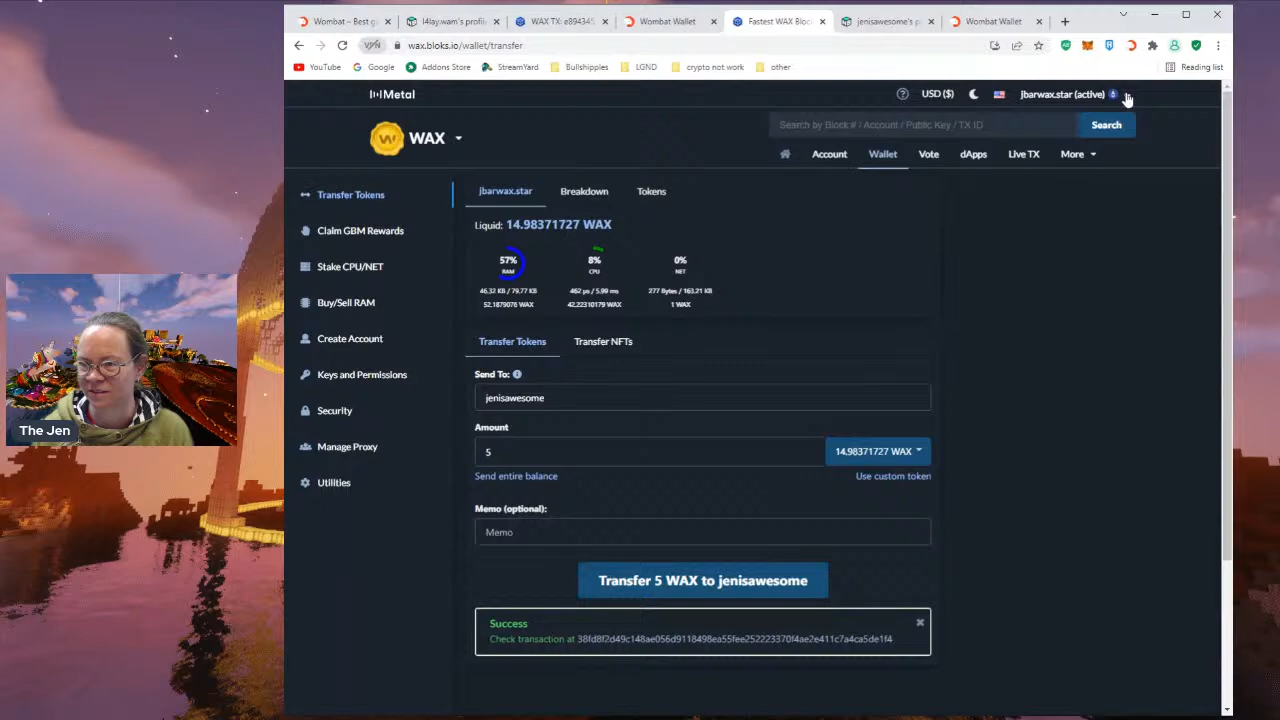 Wombat – Best g
l4lay.wam's profil
WAX TX: e894345
Wombat Wallet
Fastest WAX Bloc
jenisawesome's p
Wombat Wallet
VPN
wax.bloks.io/wallet/transfer
YouTube
Google
Addons Store
StreamYard
Bullshipples
LGND
crypto not work
other
Reading list
Metal
USD ($)
jbarwax.star (active)
WAX
Search by Block # / Account / Public Key / TX ID
Search
Account
Wallet
Vote
dApps
Live TX
More
Transfer Tokens
Claim GBM Rewards
Stake CPU/NET
Buy/Sell RAM
Create Account
Keys and Permissions
Security
Manage Proxy
Utilities
jbarwax.star
Breakdown
Tokens
Liquid: 14.98371727 WAX
57%
RAM
46.32 KB / 79.77 KB
52.1879076 WAX
8%
CPU
462 µs / 5.99 ms
42.22310179 WAX
0%
NET
277 Bytes / 163.21 KB
1 WAX
Transfer Tokens
Transfer NFTs
Send To:
jenisawesome
Amount
5
14.98371727 WAX
Send entire balance
Use custom token
Memo (optional):
Memo
Transfer 5 WAX to jenisawesome
Success
Check transaction at 38fd8f2d49c148ae056d9118498ea55fee252223370f4ae2e411c7a4ca5de1f4
The Jen